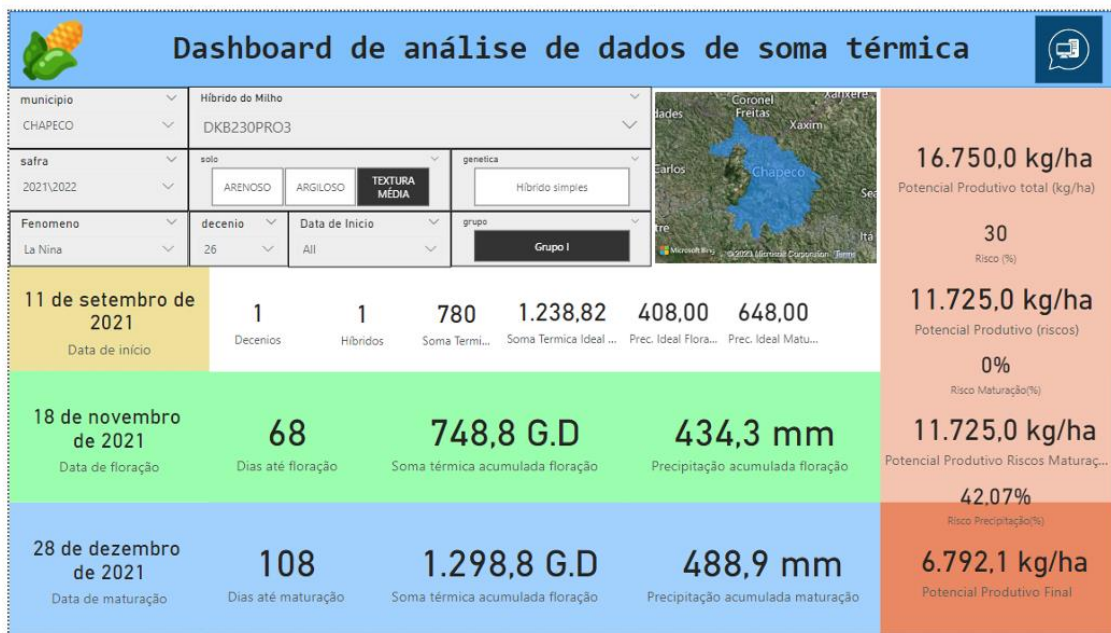 Dashboard de análise de dados de soma térmica
municipio
CHAPECO
Híbrido do Milho
DKB230PRO3
safra
2021\2022
solo
ARENOSO
ARGILOSO
TEXTURA
MÉDIA
genetica
Híbrido simples
Fenomeno
La Nina
decenio
26
Data de Inicio
All
grupo
Grupo I
Coronel
Freitas
Xaxim
Carlos
Chapeco
Itá
Microsoft Bing
© 2023 Microsoft Corporation Terms
16.750,0 kg/ha
Potencial Produtivo total (kg/ha)
30
Risco (%)
11.725,0 kg/ha
Potencial Produtivo (riscos)
0%
Risco Maturação(%)
11.725,0 kg/ha
Potencial Produtivo Riscos Maturaç...
42,07%
Risco Precipitação(%)
6.792,1 kg/ha
Potencial Produtivo Final
11 de setembro de
2021
Data de início
1
Decenios
1
Híbridos
780
Soma Termi...
1.238,82
Soma Termica Ideal ...
408,00
Prec. Ideal Flora...
648,00
Prec. Ideal Matu...
18 de novembro
de 2021
Data de floração
68
Dias até floração
748,8 G.D
Soma térmica acumulada floração
434,3 mm
Precipitação acumulada floração
28 de dezembro
de 2021
Data de maturação
108
Dias até maturação
1.298,8 G.D
Soma térmica acumulada floração
488,9 mm
Precipitação acumulada maturação